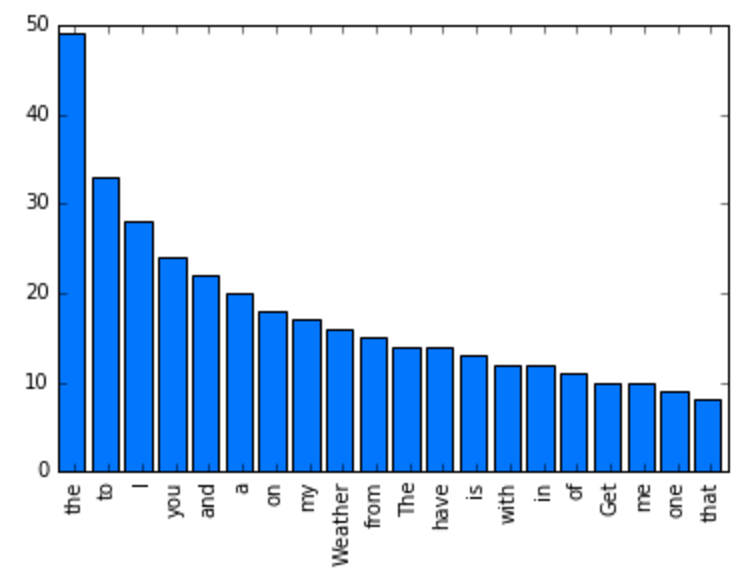 50
40
30
20
10
0
the
to
I
you
and
a
on
my
Weather
from
The
have
is
with
in
of
Get
me
one
that